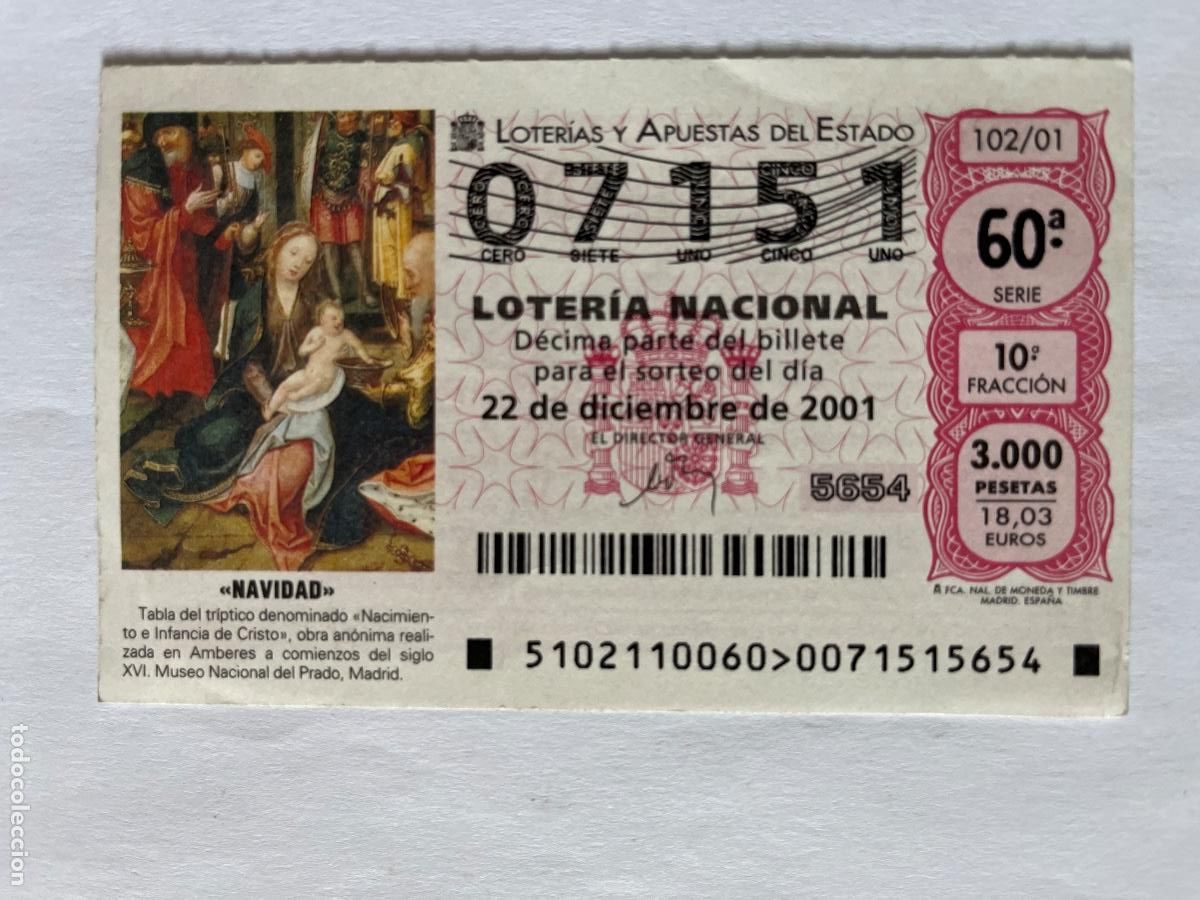 LOTERÍAS Y APUESTAS DEL ESTADO
07151
CERO SIETE UNO CINCO UNO
LOTERÍA NACIONAL
Décima parte del billete
para el sorteo del día
22 de diciembre de 2001
EL DIRECTOR GENERAL
5654
102/01
60ª
SERIE
10ª
FRACCIÓN
3.000
PESETAS
18,03
EUROS
FCA. NAL. DE MONEDA Y TIMBRE
MADRID. ESPAÑA
5102110060>0071515654
«NAVIDAD»
Tabla del tríptico denominado «Nacimien-
to e Infancia de Cristo», obra anónima reali-
zada en Amberes a comienzos del siglo
XVI. Museo Nacional del Prado, Madrid.
todocoleccion